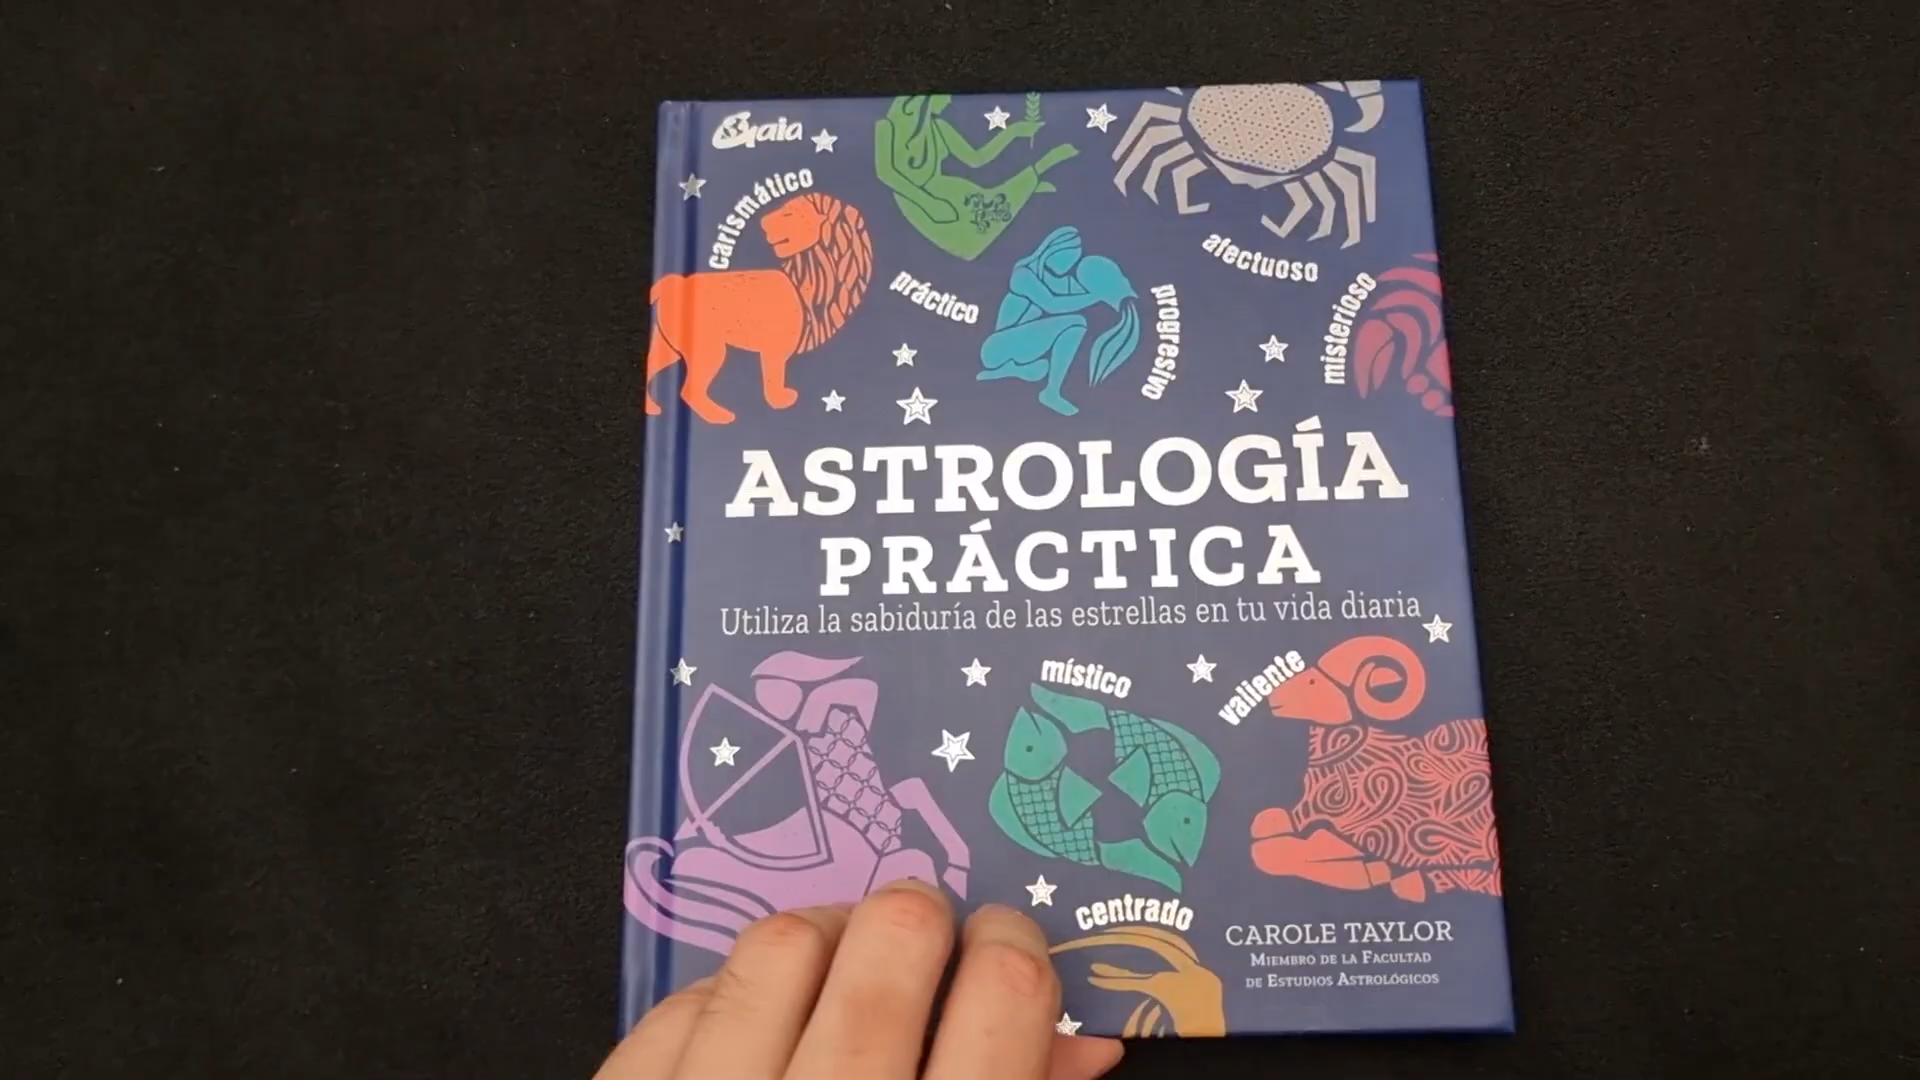 Gaia
carismático
práctico
progresivo
afectuoso
misterioso
ASTROLOGÍA
PRÁCTICA
Utiliza la sabiduría de las estrellas en tu vida diaria
místico
valiente
centrado
CAROLE TAYLOR
MIEMBRO DE LA FACULTAD
DE ESTUDIOS ASTROLÓGICOS